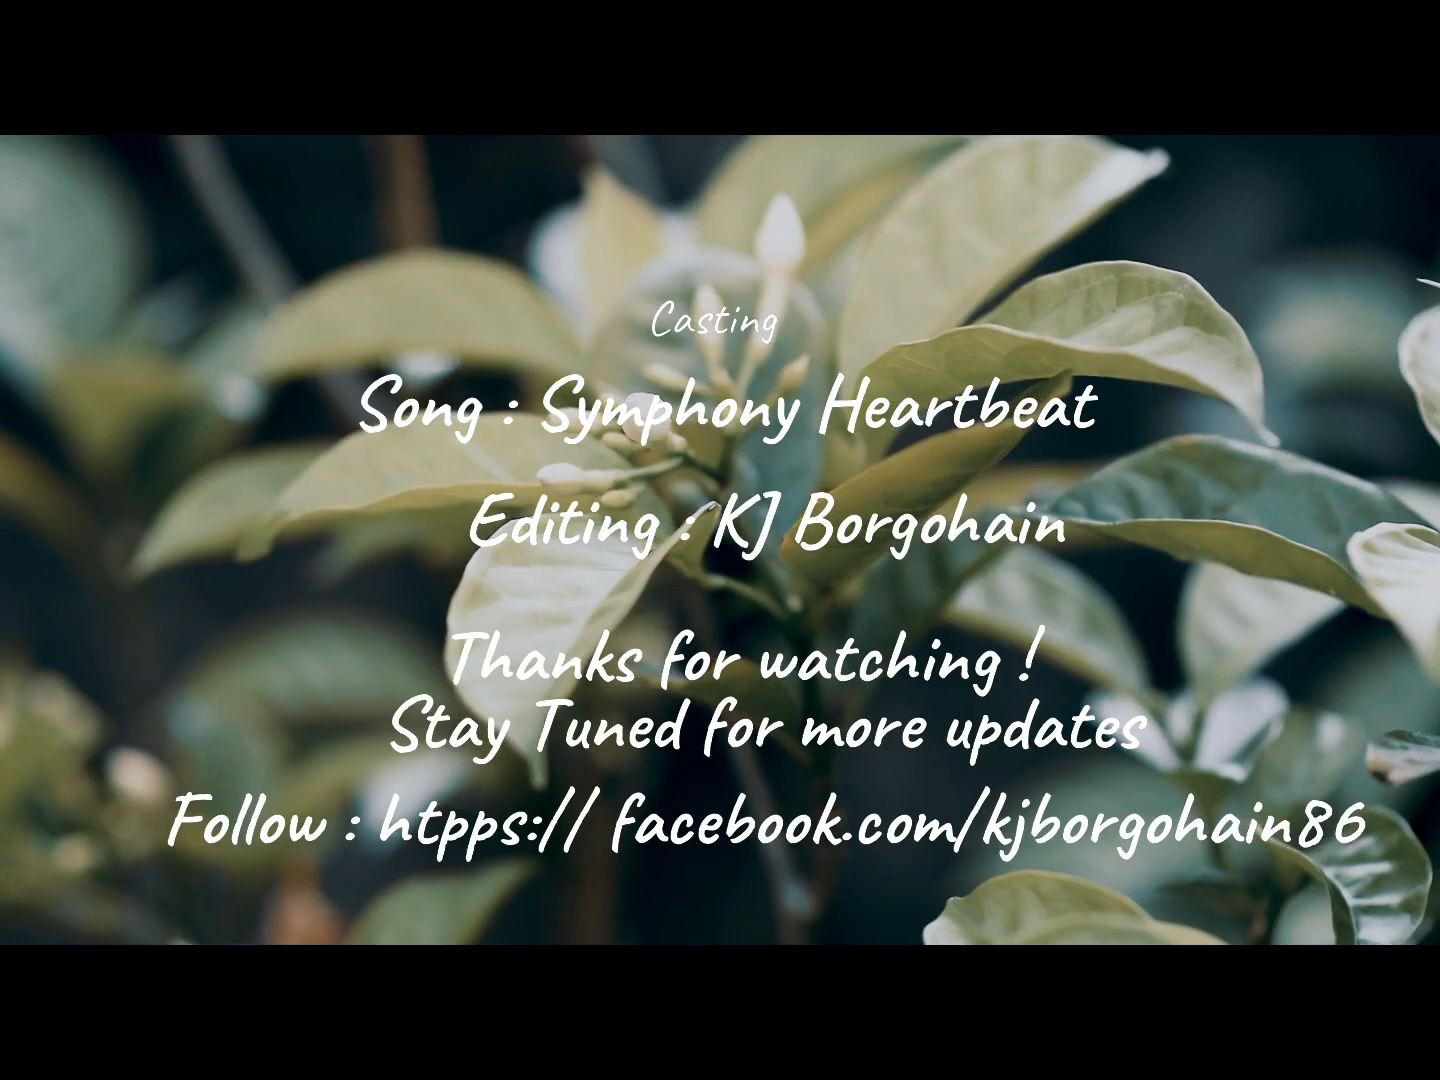 Casting
Song : Symphony Heartbeat
Editing : KJ Borgohain
Thanks for watching !
Stay Tuned for more updates
Follow : htpps:// facebook.com/kjborgohain86